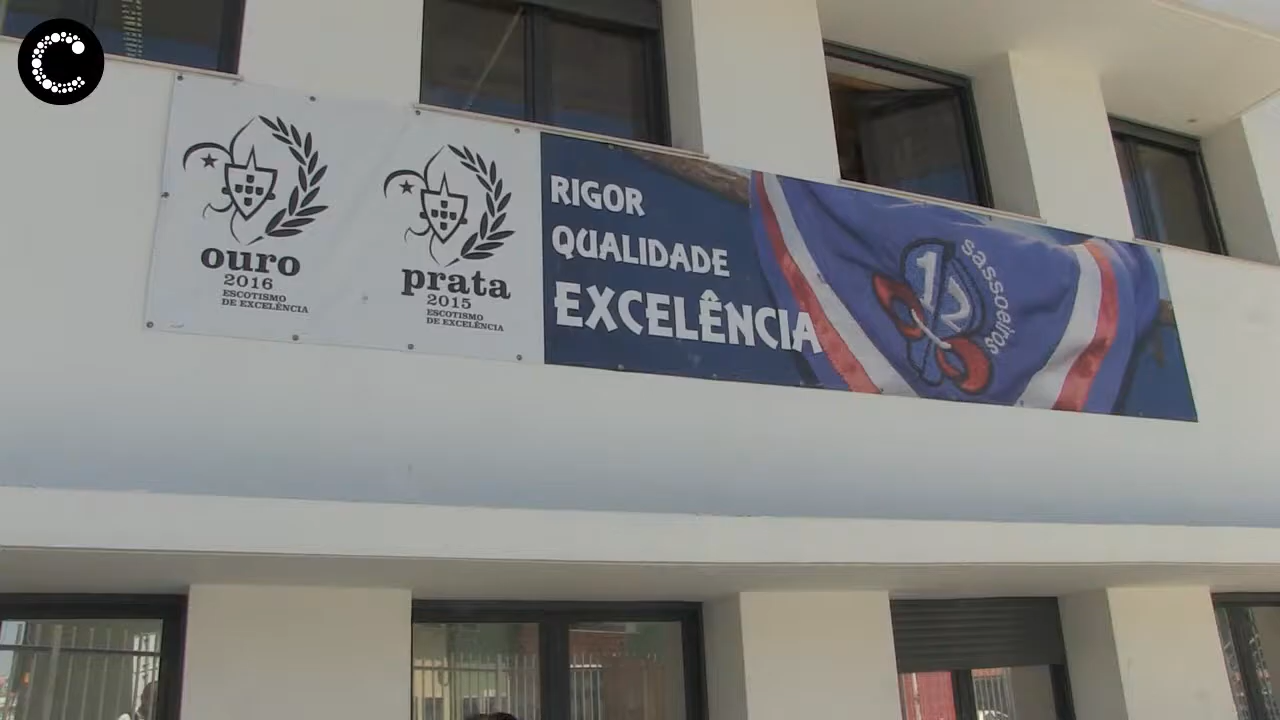 ouro
2016
ESCOTISMO
DE EXCELÊNCIA
prata
2015
ESCOTISMO
DE EXCELÊNCIA
RIGOR
QUALIDADE
EXCELÊNCIA
12
sassoeiros